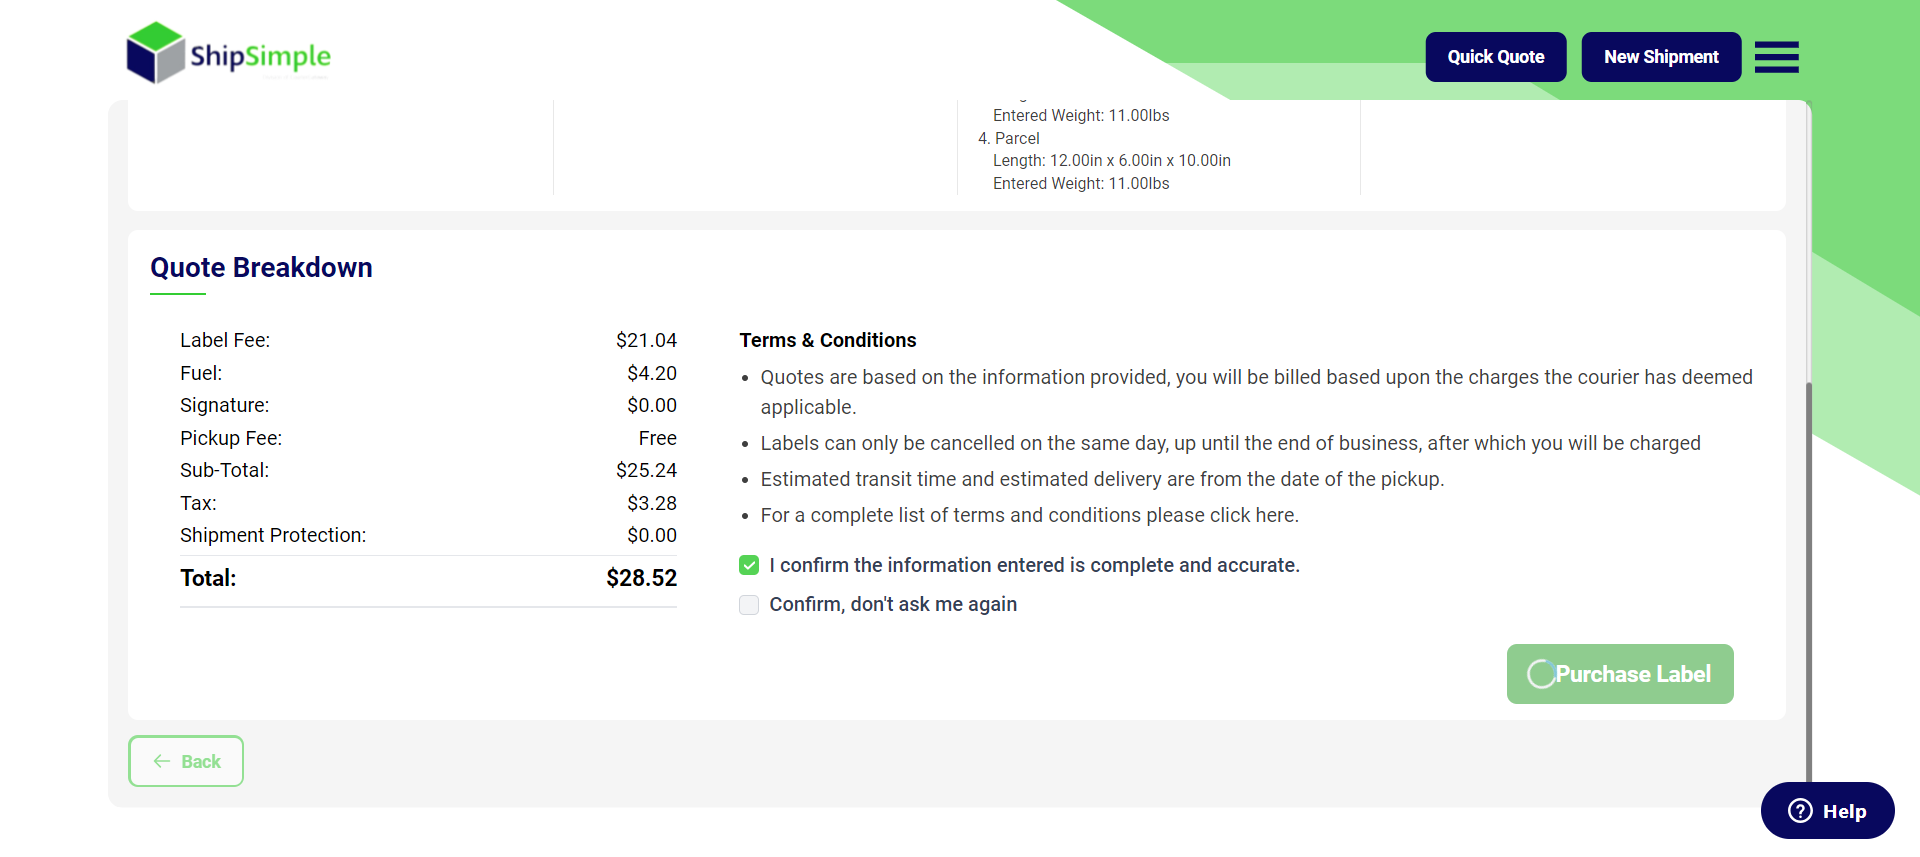 ShipSimple
Quick Quote
New Shipment
Entered Weight: 11.00lbs
4. Parcel
Length: 12.00in x 6.00in x 10.00in
Entered Weight: 11.00lbs
Quote Breakdown
Label Fee: $21.04
Fuel: $4.20
Signature: $0.00
Pickup Fee: Free
Sub-Total: $25.24
Tax: $3.28
Shipment Protection: $0.00
Total: $28.52
Terms & Conditions
• Quotes are based on the information provided, you will be billed based upon the charges the courier has deemed
applicable.
• Labels can only be cancelled on the same day, up until the end of business, after which you will be charged
• Estimated transit time and estimated delivery are from the date of the pickup.
• For a complete list of terms and conditions please click here.
I confirm the information entered is complete and accurate.
Confirm, don't ask me again
Purchase Label
Back
Help